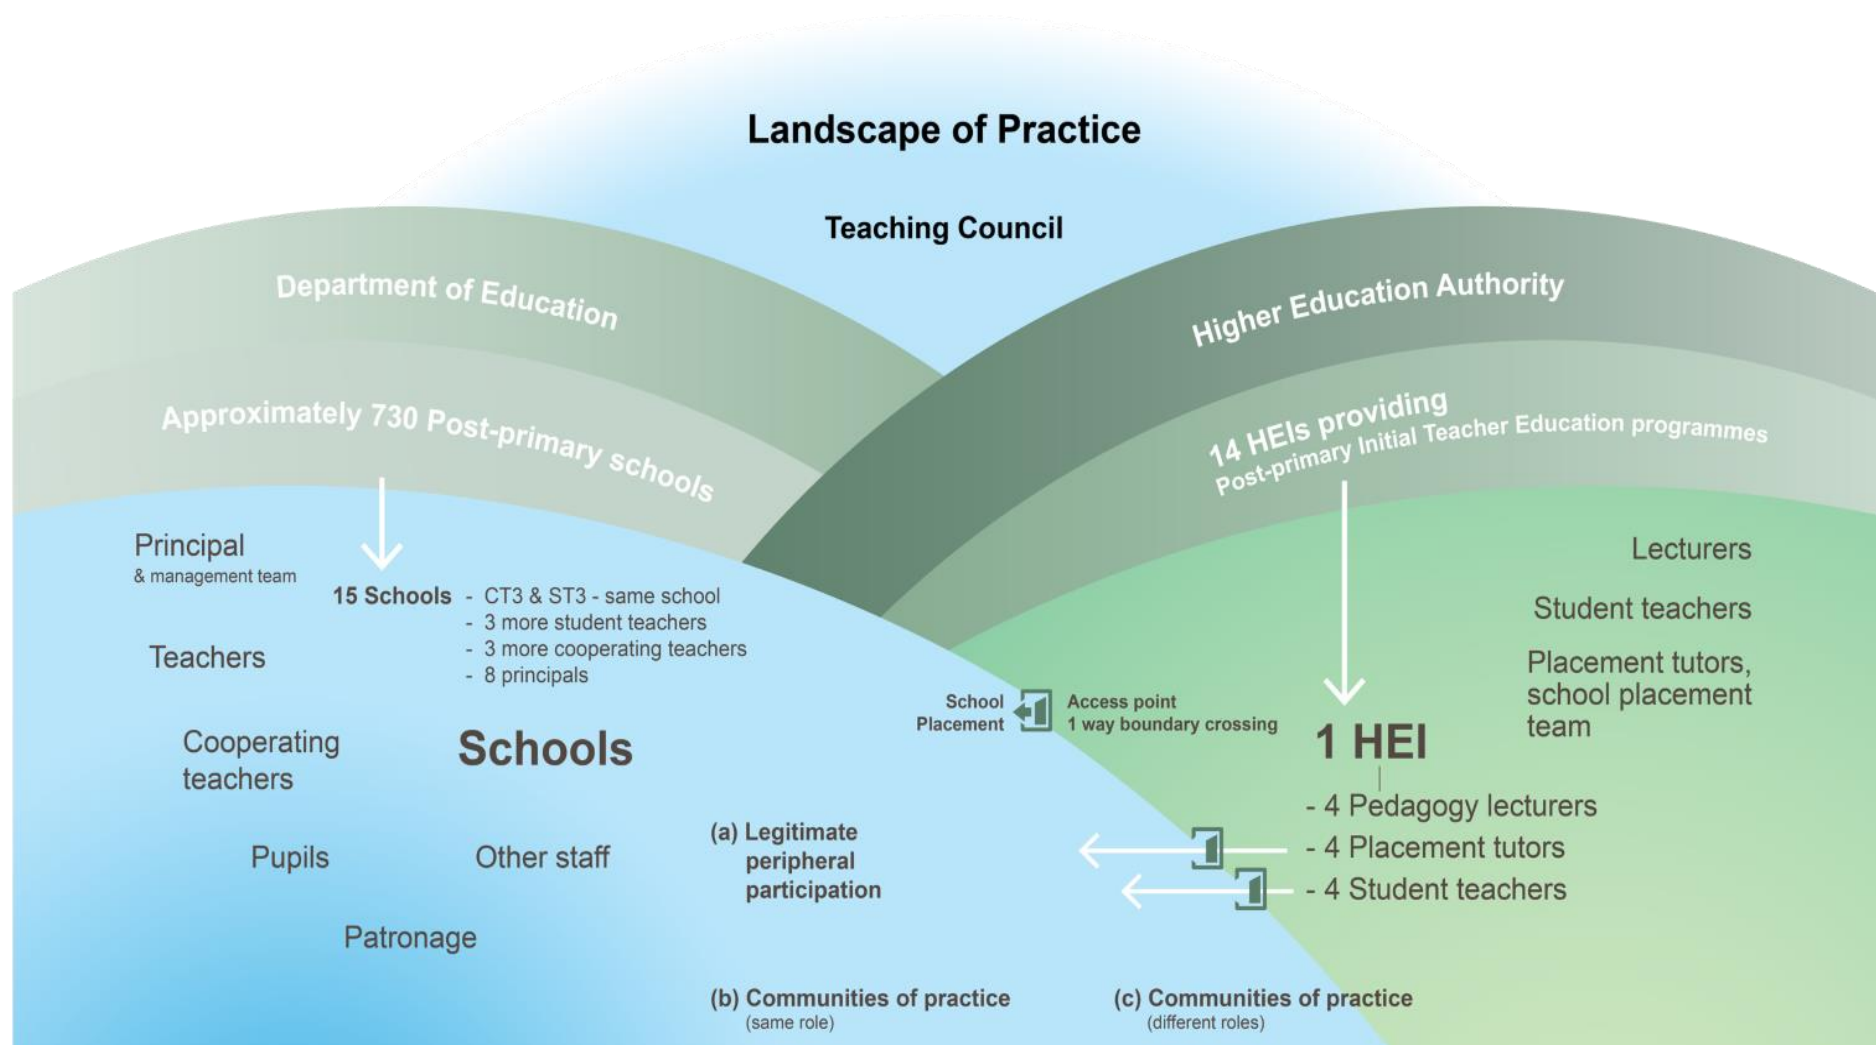 Landscape of Practice
Teaching Council
Department of Education
Higher Education Authority
Approximately 730 Post-primary schools
14 HEIs providing
Post-primary Initial Teacher Education programmes
Principal
& management team
15 Schools - CT3 & ST3 - same school
- 3 more student teachers
- 3 more cooperating teachers
- 8 principals
Teachers
Cooperating
teachers
Schools
Pupils
Other staff
Patronage
Lecturers
Student teachers
Placement tutors,
school placement
team
School
Placement
Access point
1 way boundary crossing
1 HEI
- 4 Pedagogy lecturers
- 4 Placement tutors
- 4 Student teachers
(a) Legitimate
peripheral
participation
(b) Communities of practice
(same role)
(c) Communities of practice
(different roles)